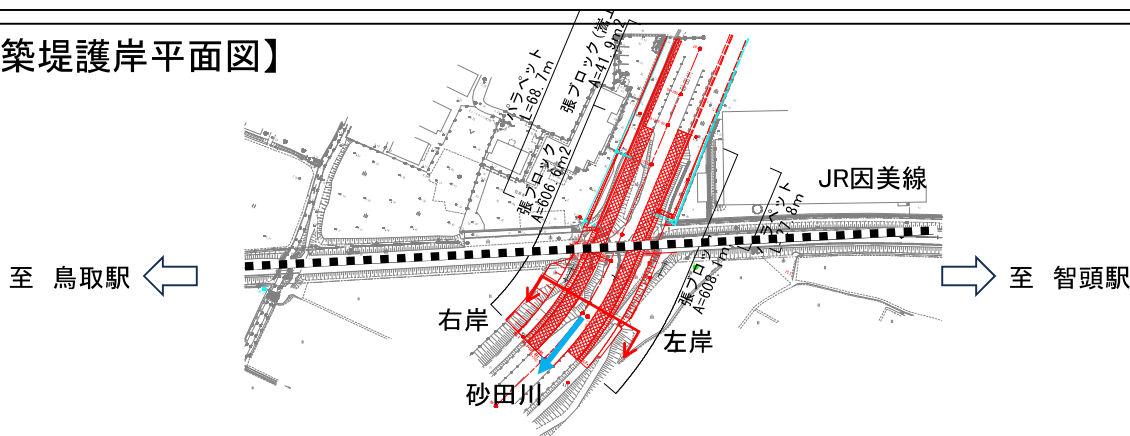 築堤護岸平面図】
パラペット
L=68.7m
張ブロック(嵩上
A=41.9m2
張ブロック
A=606.6m2
JR因美線
パラペット
張ブロック
至 鳥取駅
至 智頭駅
右岸
左岸
砂田川